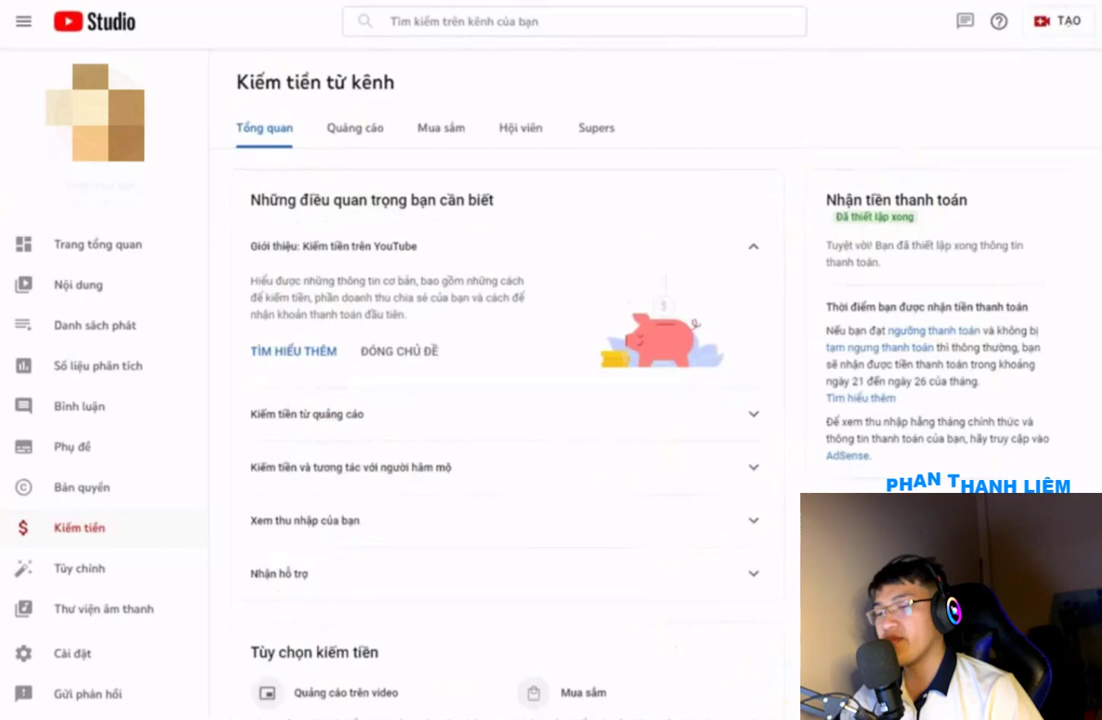 Studio
Tìm kiếm trên kênh của bạn
TẠO
Kiếm tiền từ kênh
Tổng quan
Quảng cáo
Mua sắm
Hội viên
Supers
Trang tổng quan
Nội dung
Danh sách phát
Số liệu phân tích
Bình luận
Phụ đề
Bản quyền
Kiếm tiền
Tùy chỉnh
Thư viện âm thanh
Cài đặt
Gửi phản hồi
Những điều quan trọng bạn cần biết
Giới thiệu: Kiếm tiền trên YouTube
Hiểu được những thông tin cơ bản, bao gồm những cách
để kiếm tiền, phần doanh thu chia sẻ của bạn và cách để
nhận khoản thanh toán đầu tiên.
TÌM HIỂU THÊM
ĐÓNG CHỦ ĐỀ
Kiếm tiền từ quảng cáo
Kiếm tiền và tương tác với người hâm mộ
Xem thu nhập của bạn
Nhận hỗ trợ
Tùy chọn kiếm tiền
Quảng cáo trên video
Mua sắm
Nhận tiền thanh toán
Đã thiết lập xong
Tuyệt vời! Bạn đã thiết lập xong thông tin
thanh toán.
Thời điểm bạn được nhận tiền thanh toán
Nếu bạn đạt ngưỡng thanh toán và không bị
tạm ngưng thanh toán thì thông thường, bạn
sẽ nhận được tiền thanh toán trong khoảng
ngày 21 đến ngày 26 của tháng.
Tìm hiểu thêm
Để xem thu nhập hằng tháng chính thức và
thông tin thanh toán của bạn, hãy truy cập vào
AdSense.
PHAN THANH LIÊM